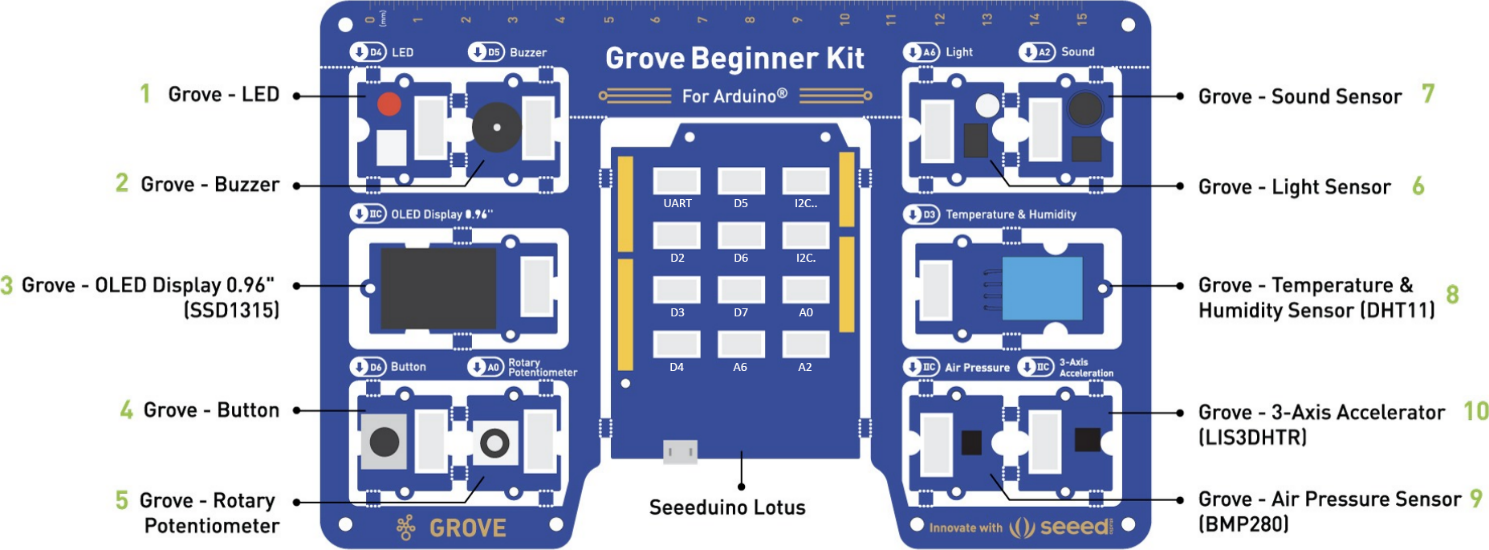 0 1 2 3 4 5 6 7 8 9 10 11 12 13 14 15
(mm)
D4 LED
D5 Buzzer
Grove Beginner Kit
For Arduino®
A6 Light
A2 Sound
1 Grove - LED
2 Grove - Buzzer
IIC OLED Display 0.96"
3 Grove - OLED Display 0.96"
(SSD1315)
D6 Button
A0 Rotary
Potentiometer
4 Grove - Button
5 Grove - Rotary
Potentiometer
GROVE
UART D5 I2C..
D2 D6 I2C.
D3 D7 A0
D4 A6 A2
Seeeduino Lotus
Grove - Sound Sensor 7
Grove - Light Sensor 6
D3 Temperature & Humidity
Grove - Temperature & 
Humidity Sensor (DHT11) 8
IIC Air Pressure
IIC 3-Axis
Acceleration
Grove - 3-Axis Accelerator 10
(LIS3DHTR)
Grove - Air Pressure Sensor 9
(BMP280)
Innovate with seeed